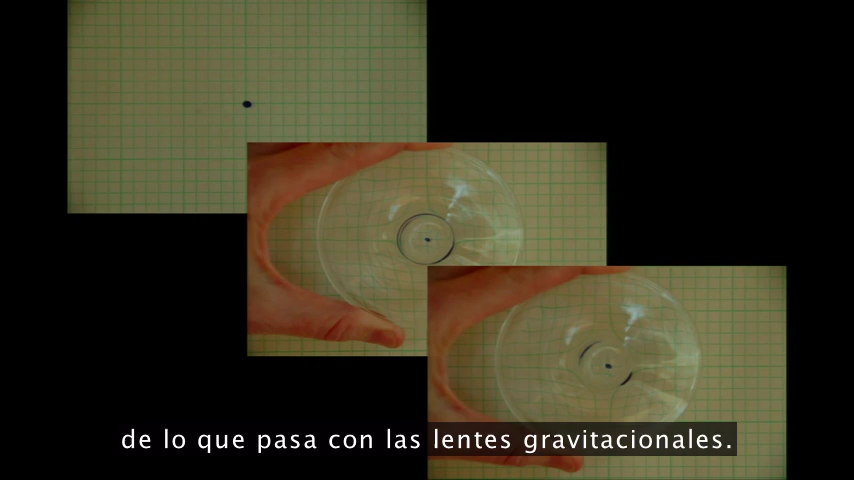 de lo que pasa con las lentes gravitacionales.